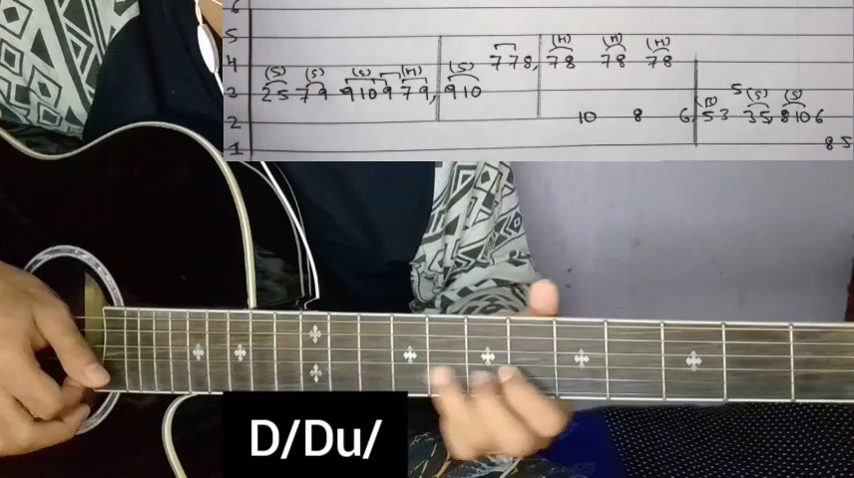 6
5
4 778, (H) 78 (H) 78 (H) 78
3 (S) 25 (S) 79 (S) 9109 (H) 79, (S) 910 5
2 10 8 6, (H) 53 (S) 35, (S) 8106
1 85
D/Du/